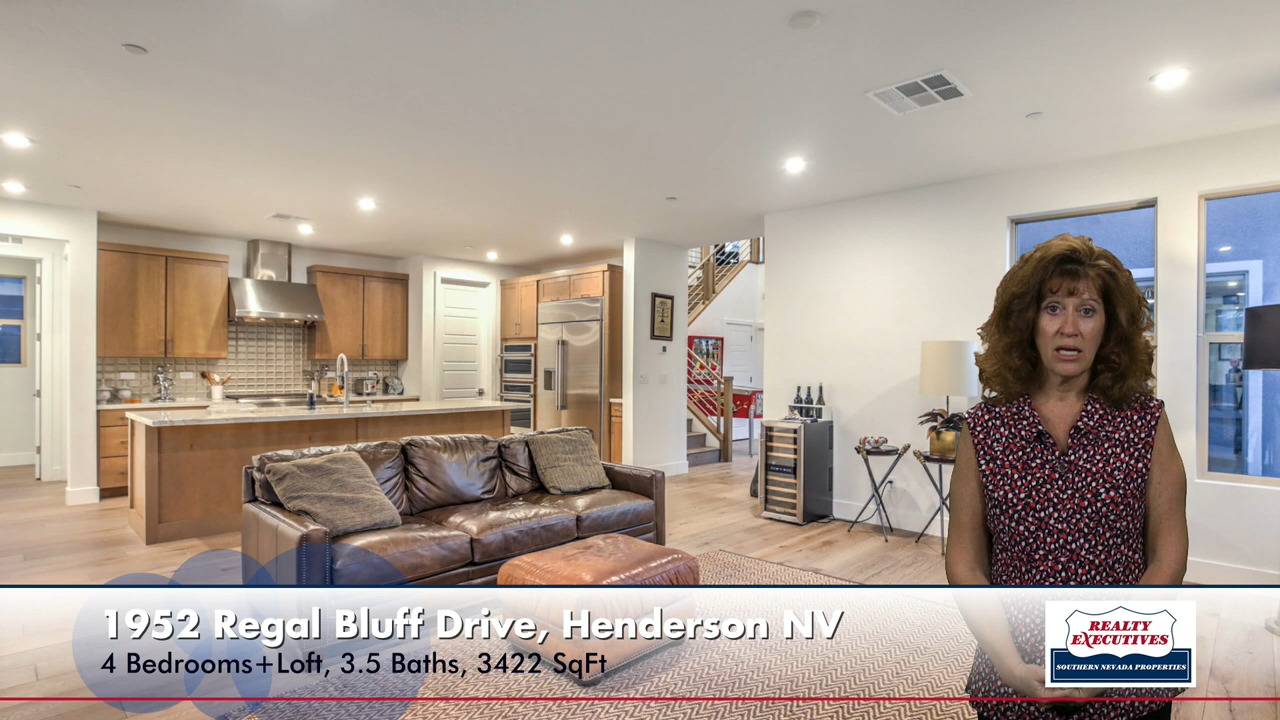 1952 Regal Bluff Drive, Henderson NV
4 Bedrooms+Loft, 3.5 Baths, 3422 SqFt
REALTY
EXECUTIVES
SOUTHERN NEVADA PROPERTIES